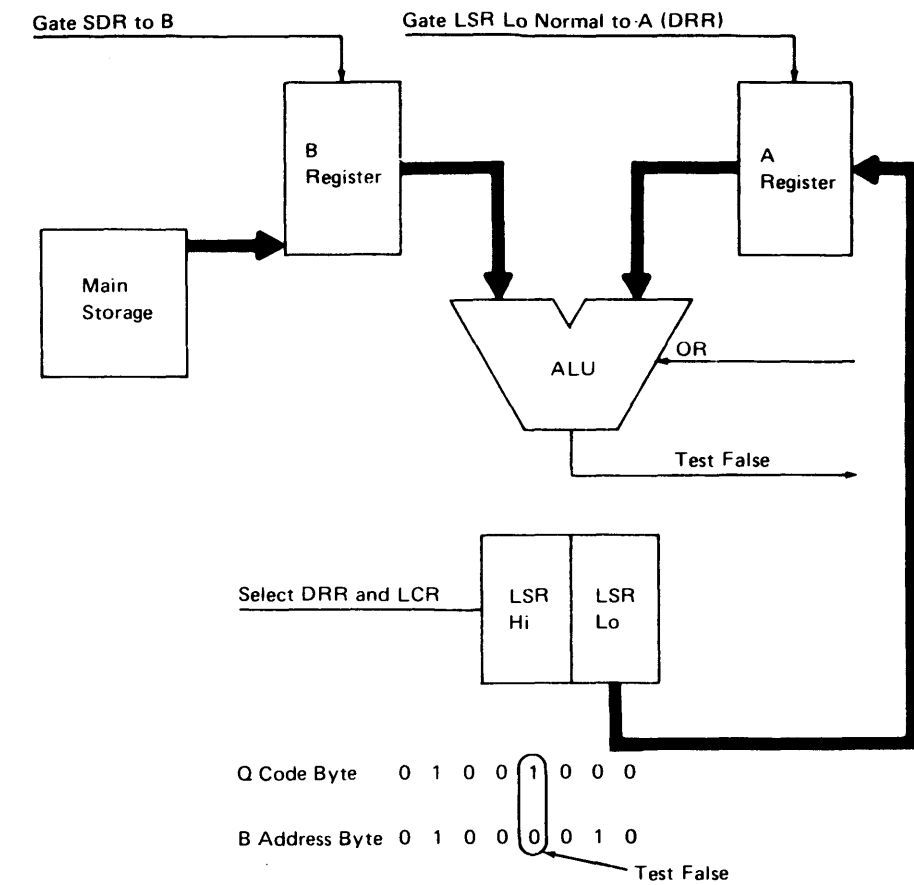 Gate SDR to B
Gate LSR Lo Normal to A (DRR)
B
Register
A
Register
Main
Storage
OR
ALU
Test False
Select DRR and LCR
LSR
Hi
LSR
Lo
Q Code Byte 0 1 0 0 1 0 0 0
B Address Byte 0 1 0 0 0 0 1 0
Test False